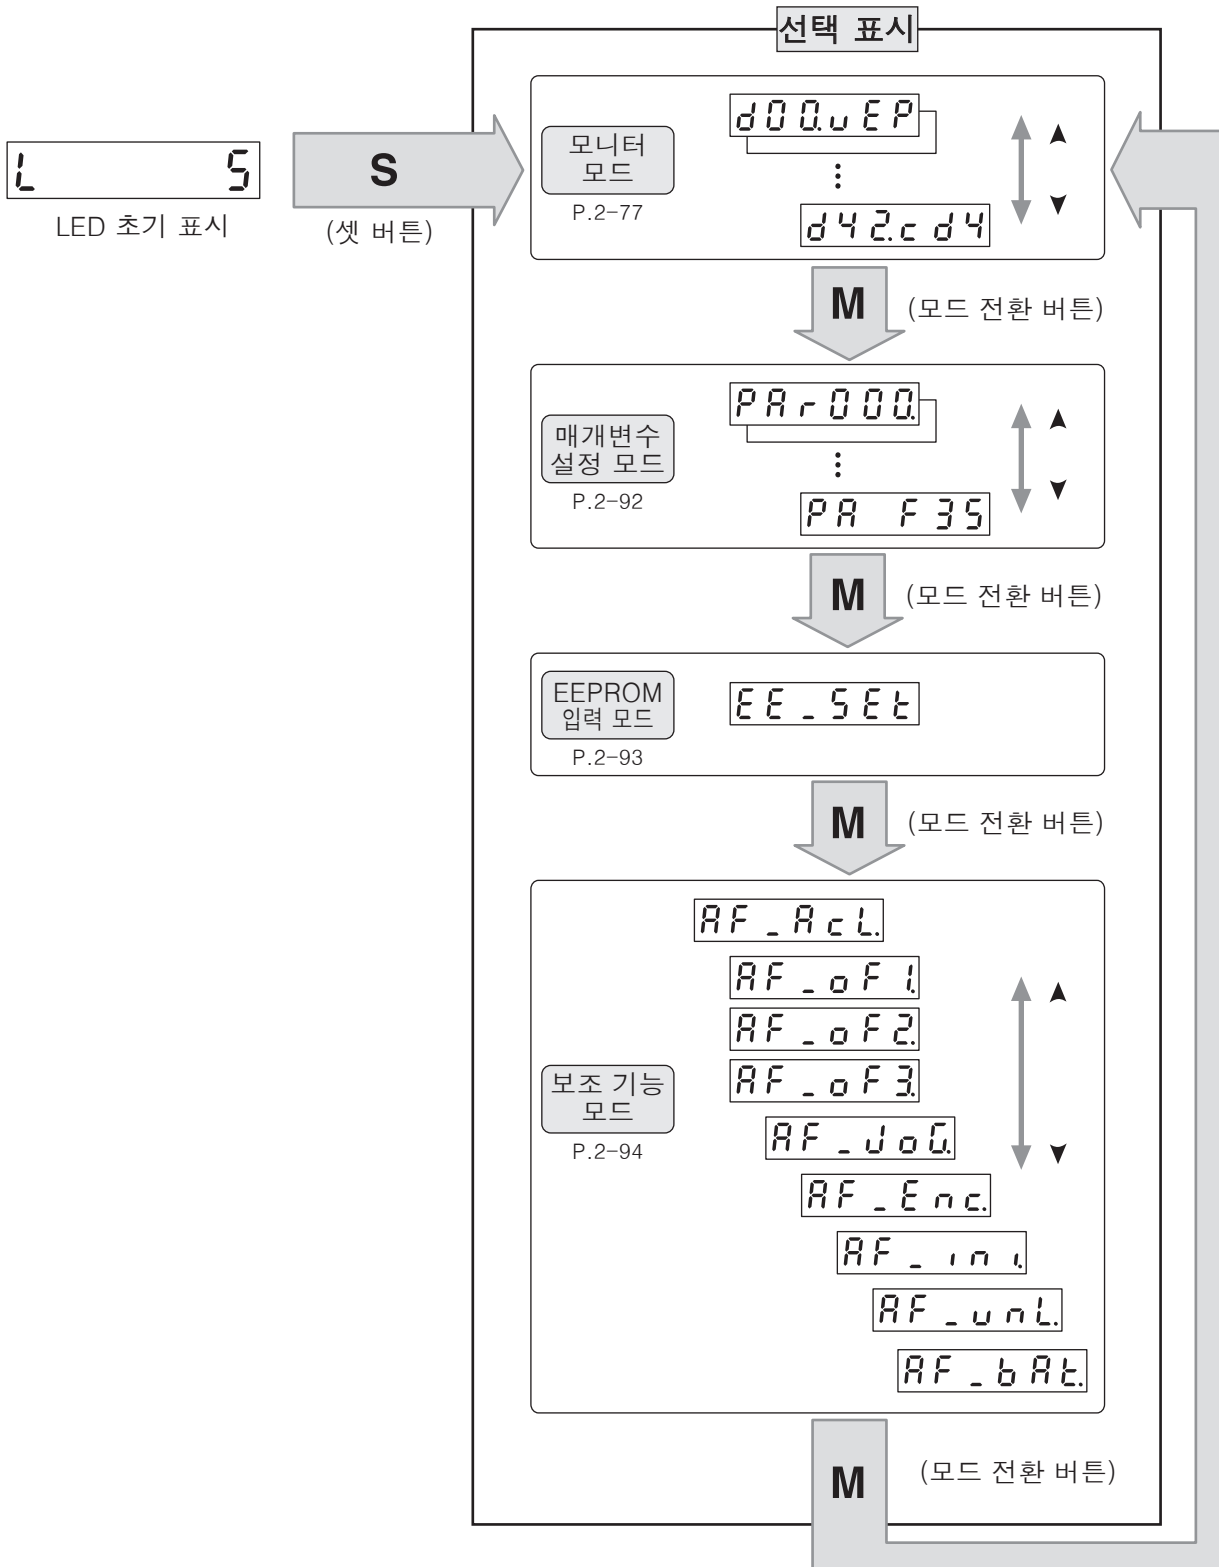 선택 표시
L 5
LED 초기 표시
S
(셋 버튼)
모니터
모드
P.2-77
d00.uEP
d42.cd4
M
(모드 전환 버튼)
매개변수
설정 모드
P.2-92
PAr000.
PA F35
M
(모드 전환 버튼)
EEPROM
입력 모드
P.2-93
EE_SEt
M
(모드 전환 버튼)
보조 기능
모드
P.2-94
AF_AcL.
AF_oF1.
AF_oF2.
AF_oF3.
AF_JoG.
AF_Enc.
AF_ini.
AF_unL.
AF_bAt.
M
(모드 전환 버튼)